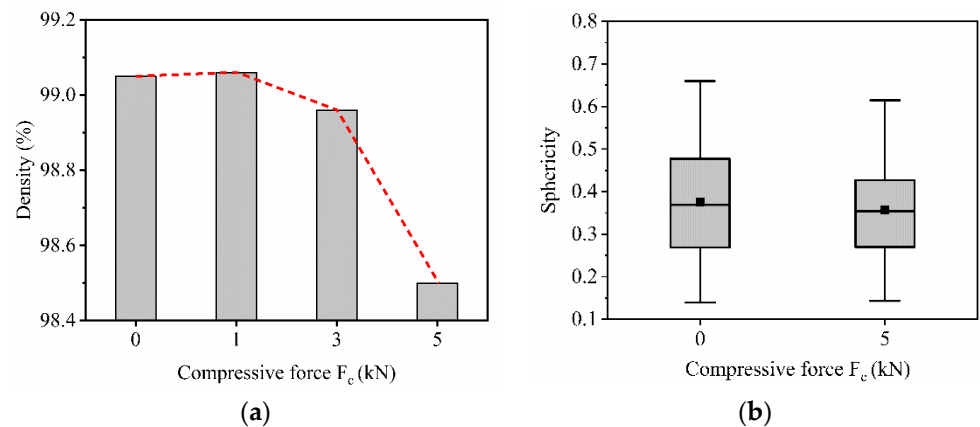 99.2
99.0
98.8
98.6
98.4
Density (%)
0 1 3 5
Compressive force Fc (kN)
(a)
0.8
0.7
0.6
0.5
0.4
0.3
0.2
0.1
Sphericity
0 5
Compressive force Fc (kN)
(b)